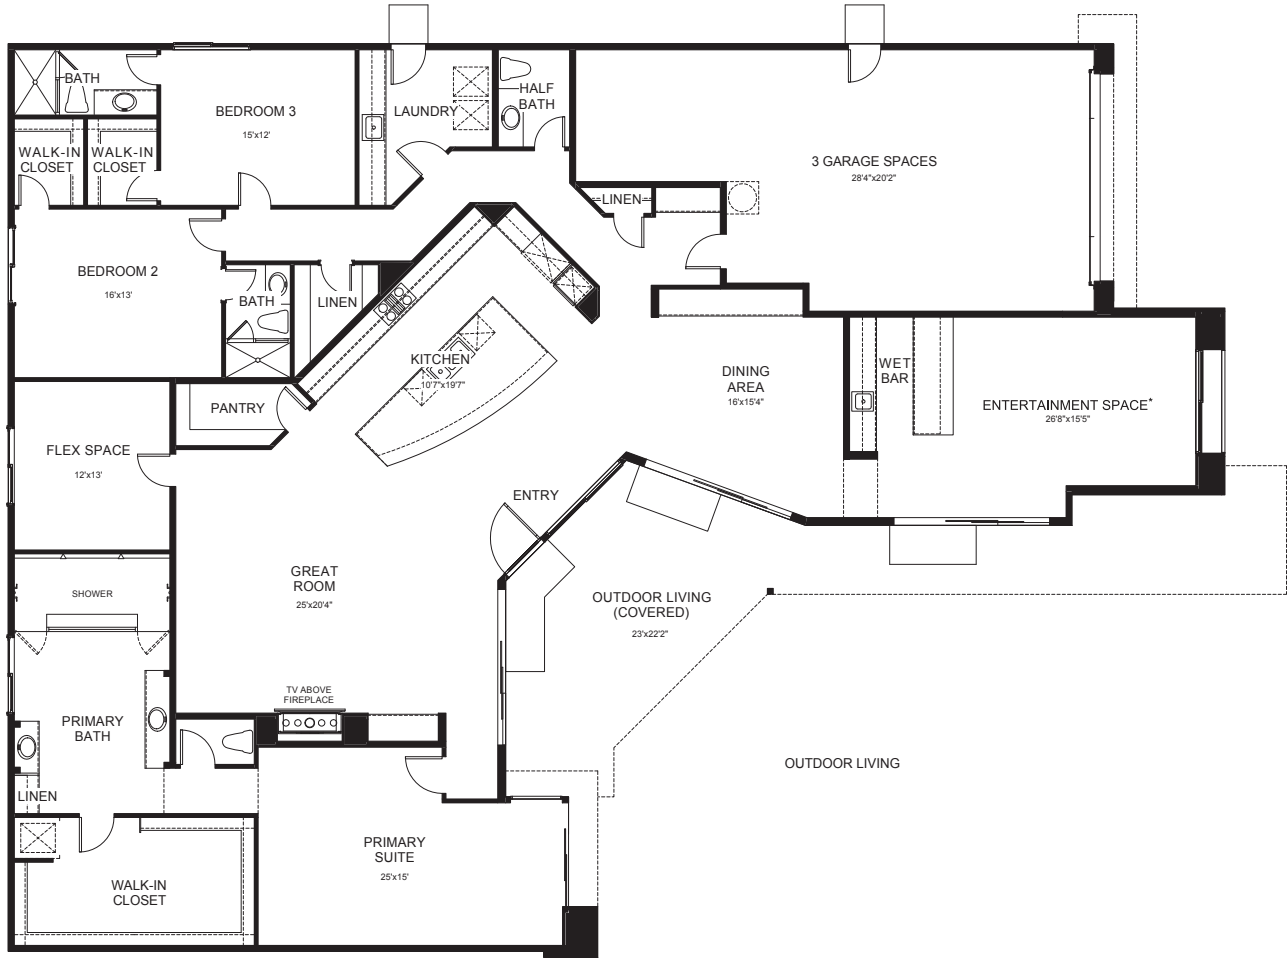 BATH
BEDROOM 3
15'x12'
LAUNDRY
HALF
BATH
WALK-IN
CLOSET
WALK-IN
CLOSET
3 GARAGE SPACES
28'4"x20'2"
LINEN
BEDROOM 2
16'x13'
BATH
LINEN
KITCHEN
10'7"x19'7"
DINING
AREA
16'x15'4"
WET
BAR
ENTERTAINMENT SPACE*
26'8"x15'5"
PANTRY
FLEX SPACE
12'x13'
ENTRY
GREAT
ROOM
25'x20'4"
SHOWER
OUTDOOR LIVING
(COVERED)
23'x22'2"
TV ABOVE
FIREPLACE
PRIMARY
BATH
OUTDOOR LIVING
LINEN
PRIMARY
SUITE
25'x15'
WALK-IN
CLOSET